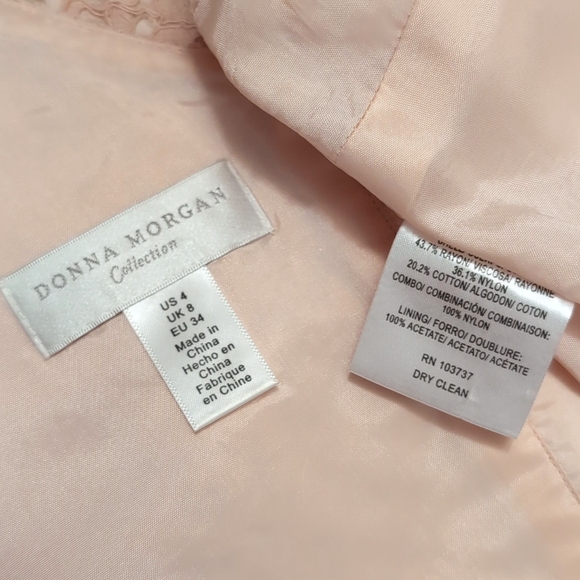 DONNA MORGAN
Collection
US 4
UK 8
EU 34
Made in
China
Hecho en
China
Fabrique
en Chine
43.7% RAYON/VISCOSA/RAYONNE
36.1% NYLON
20.2% COTTON/ALGODON/COTON
COMBO/COMBINACIÓN/COMBINAISON:
100% NYLON
LINING/FORRO/DOUBLURE:
100% ACETATE/ACETATO/ACÉTATE
RN 103737
DRY CLEAN